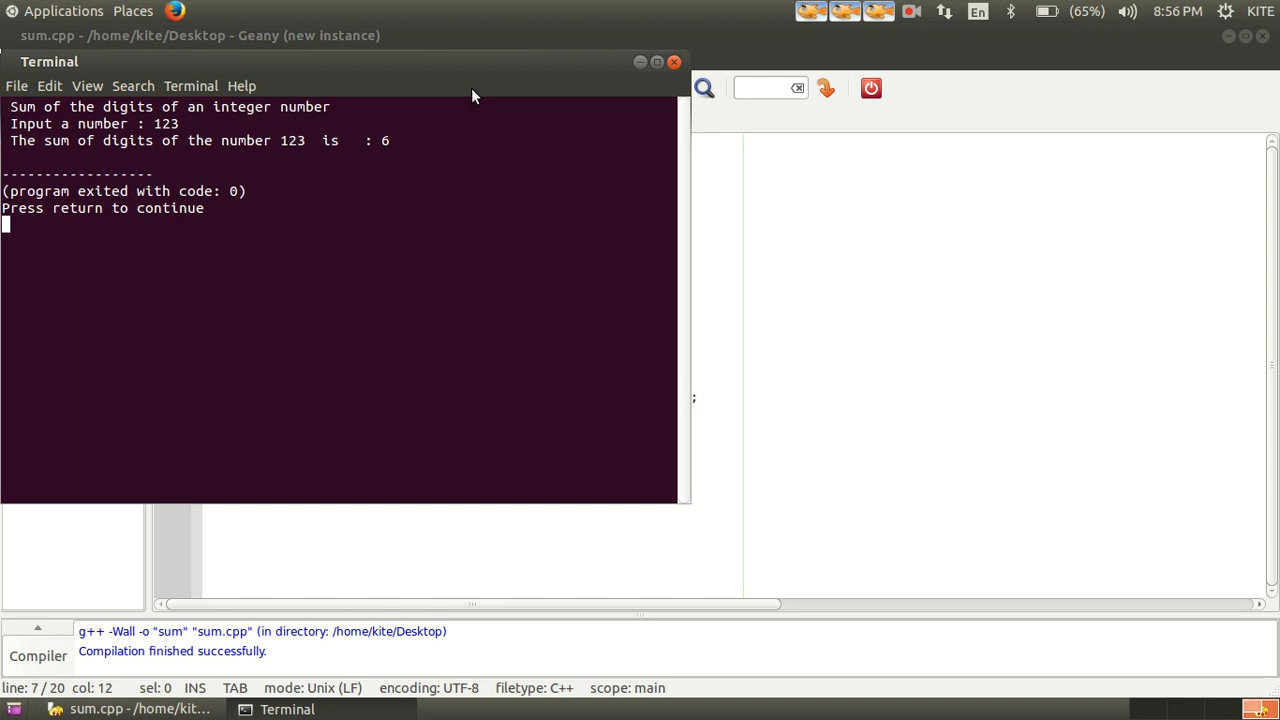 Applications Places En (65%) 8:56 PM KITE
sum.cpp - /home/kite/Desktop - Geany (new instance)
Terminal
File Edit View Search Terminal Help
Sum of the digits of an integer number
Input a number : 123
The sum of digits of the number 123  is   : 6
------------------
(program exited with code: 0)
Press return to continue
;
g++ -Wall -o "sum" "sum.cpp" (in directory: /home/kite/Desktop)
Compiler
Compilation finished successfully.
line: 7 / 20 col: 12 sel: 0 INS TAB mode: Unix (LF) encoding: UTF-8 filetype: C++ scope: main
sum.cpp - /home/kit... Terminal